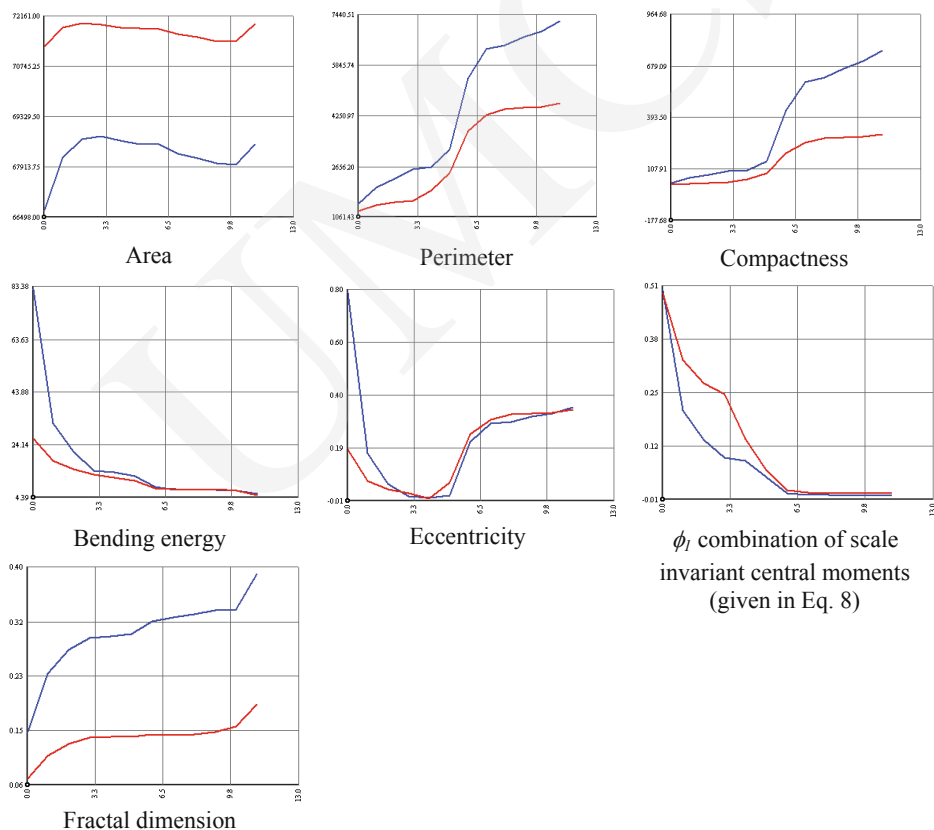 72161.00
70745.25
69329.50
67913.75
66498.00
0.0 3.3 6.5 9.8 13.0
Area
7440.51
5845.74
4250.97
2656.20
1061.43
0.0 3.3 6.5 9.8 13.0
Perimeter
964.68
679.09
393.50
107.91
-177.68
0.0 3.3 6.5 9.8 13.0
Compactness
83.38
63.63
43.88
24.14
4.39
0.0 3.3 6.5 9.8 13.0
Bending energy
0.80
0.60
0.40
0.19
-0.01
0.0 3.3 6.5 9.8 13.0
Eccentricity
0.51
0.38
0.25
0.12
-0.01
0.0 3.3 6.5 9.8 13.0
ϕ1 combination of scale
invariant central moments
(given in Eq. 8)
0.40
0.32
0.23
0.15
0.06
0.0 3.3 6.5 9.8 13.0
Fractal dimension
UMC